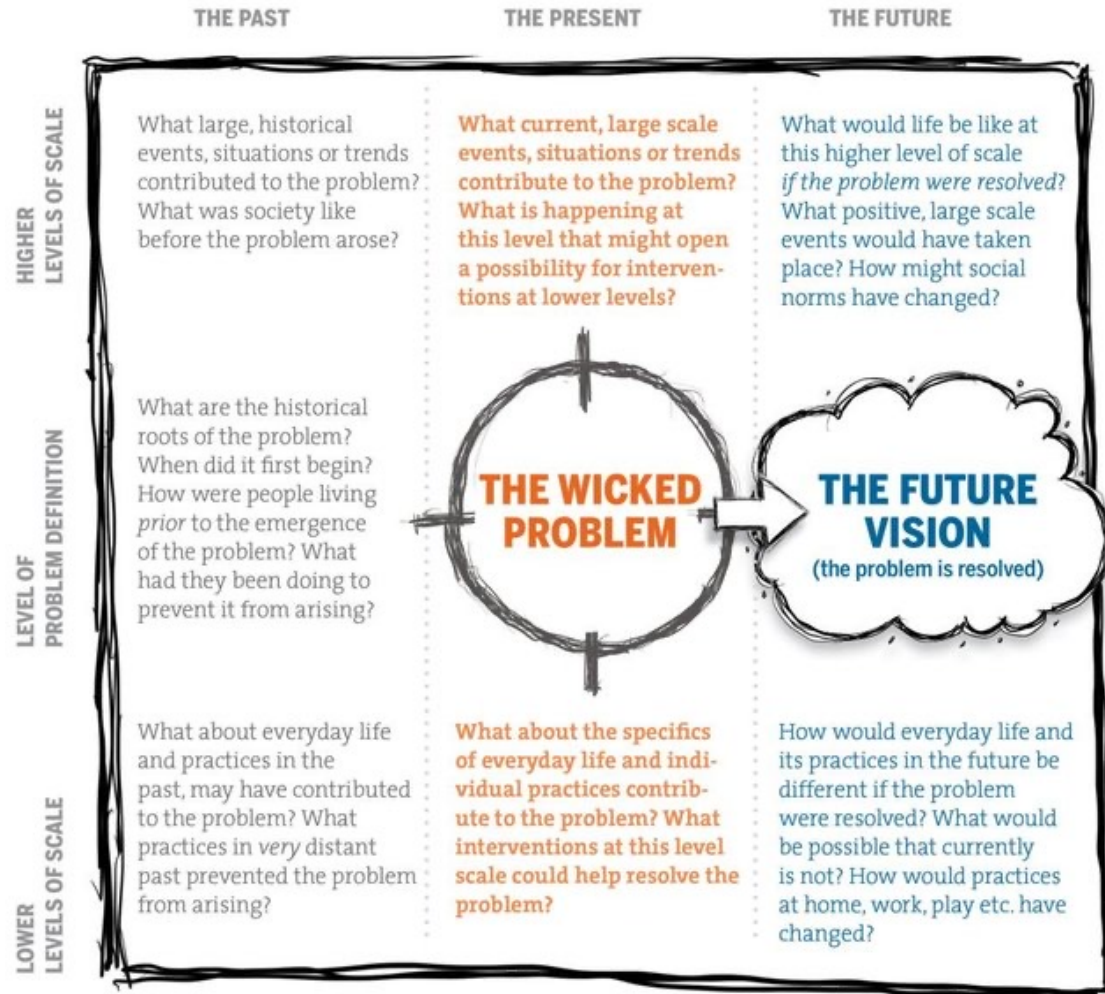 THE PAST
THE PRESENT
THE FUTURE
HIGHER
LEVELS OF SCALE
What large, historical
events, situations or trends
contributed to the problem?
What was society like
before the problem arose?
What current, large scale
events, situations or trends
contribute to the problem?
What is happening at
this level that might open
a possibility for interven-
tions at lower levels?
What would life be like at
this higher level of scale
if the problem were resolved?
What positive, large scale
events would have taken
place? How might social
norms have changed?
LEVEL OF
PROBLEM DEFINITION
What are the historical
roots of the problem?
When did it first begin?
How were people living
prior to the emergence
of the problem? What
had they been doing to
prevent it from arising?
THE WICKED
PROBLEM
THE FUTURE
VISION
(the problem is resolved)
LOWER
LEVELS OF SCALE
What about everyday life
and practices in the
past, may have contributed
to the problem? What
practices in very distant
past prevented the problem
from arising?
What about the specifics
of everyday life and indi-
vidual practices contrib-
ute to the problem? What
interventions at this level
scale could help resolve the
problem?
How would everyday life and
its practices in the future be
different if the problem
were resolved? What would
be possible that currently
is not? How would practices
at home, work, play etc. have
changed?